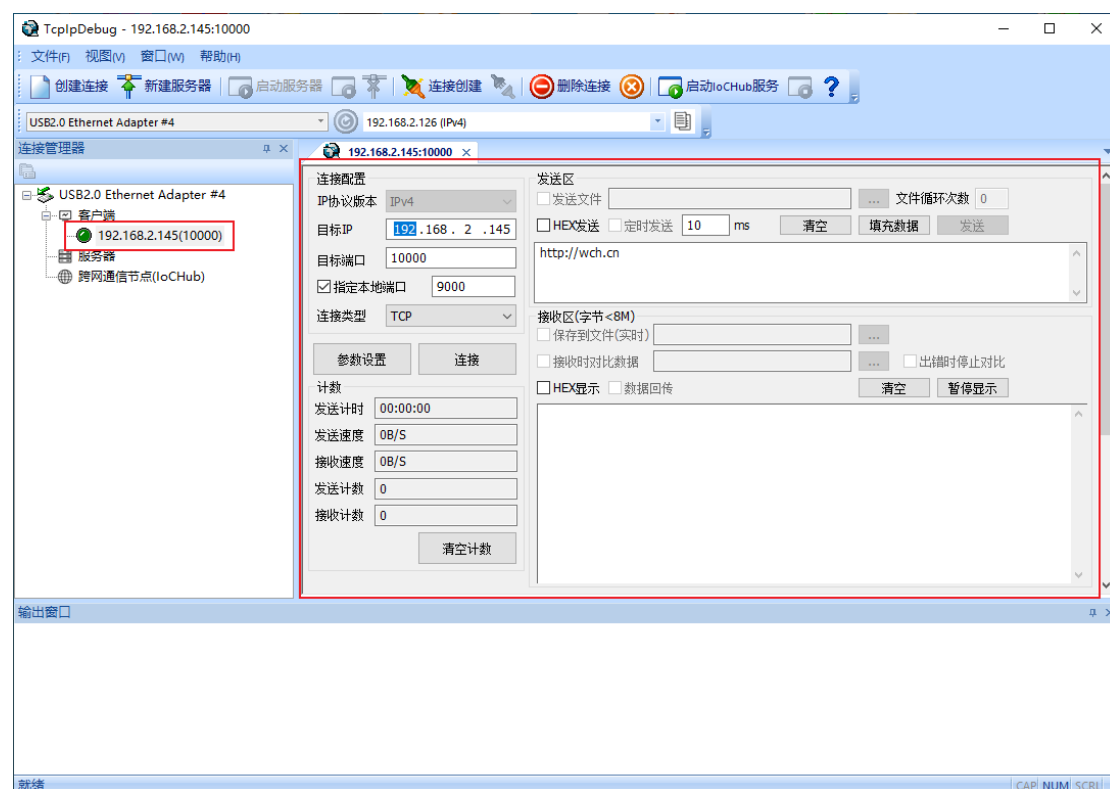 TcpIpDebug - 192.168.2.145:10000
文件(F) 视图(V) 窗口(W) 帮助(H)
创建连接 新建服务器 启动服务器 连接创建 删除连接 启动IoCHub服务
USB2.0 Ethernet Adapter #4 192.168.2.126 (IPv4)
连接管理器
192.168.2.145:10000
USB2.0 Ethernet Adapter #4
客户端
192.168.2.145(10000)
服务器
跨网通信节点(IoCHub)
连接配置
IP协议版本 IPv4
目标IP 192 .168 . 2 .145
目标端口 10000
指定本地端口 9000
连接类型 TCP
参数设置 连接
计数
发送计时 00:00:00
发送速度 0B/S
接收速度 0B/S
发送计数 0
接收计数 0
清空计数
发送区
发送文件 ... 文件循环次数 0
HEX发送 定时发送 10 ms 清空 填充数据 发送
http://wch.cn
接收区(字节<8M)
保存到文件(实时) ...
接收时对比数据 ... 出错时停止对比
HEX显示 数据回传 清空 暂停显示
输出窗口
就绪 CAP NUM SCRL